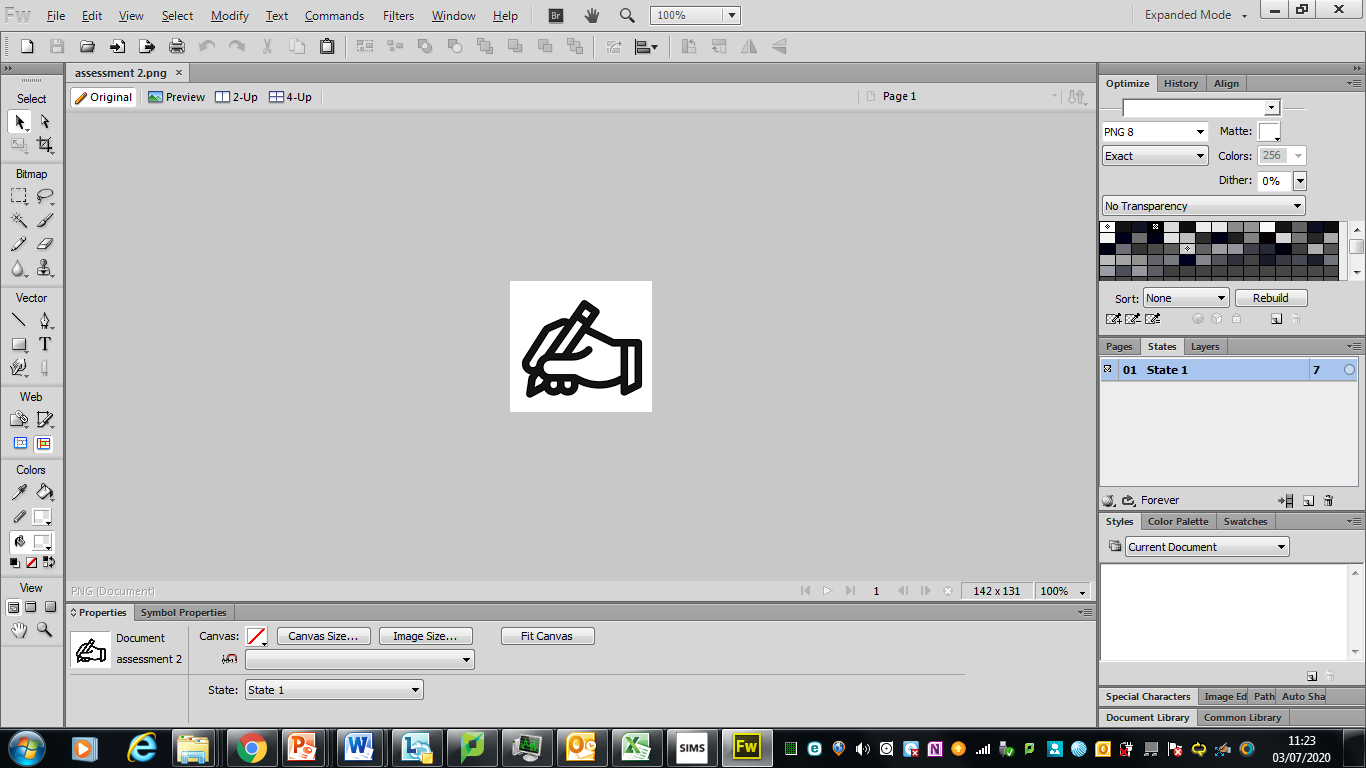 Fw File Edit View Select Modify Text Commands Filters Window Help Br 100% Expanded Mode
assessment 2.png ×
Original Preview 2-Up 4-Up Page 1
Select
Bitmap
Vector
T
Web
Colors
View
PNG (Document) 1 142 x 131 100%
Properties Symbol Properties
Document
assessment 2
Canvas: Canvas Size... Image Size... Fit Canvas
State: State 1
Optimize History Align
PNG 8 Matte:
Exact Colors: 256
Dither: 0%
No Transparency
Sort: None Rebuild
Pages States Layers
01 State 1 7
Forever
Styles Color Palette Swatches
Current Document
Special Characters Image Ed Path Auto Sha
Document Library Common Library
SIMS Fw
11:23
03/07/2020